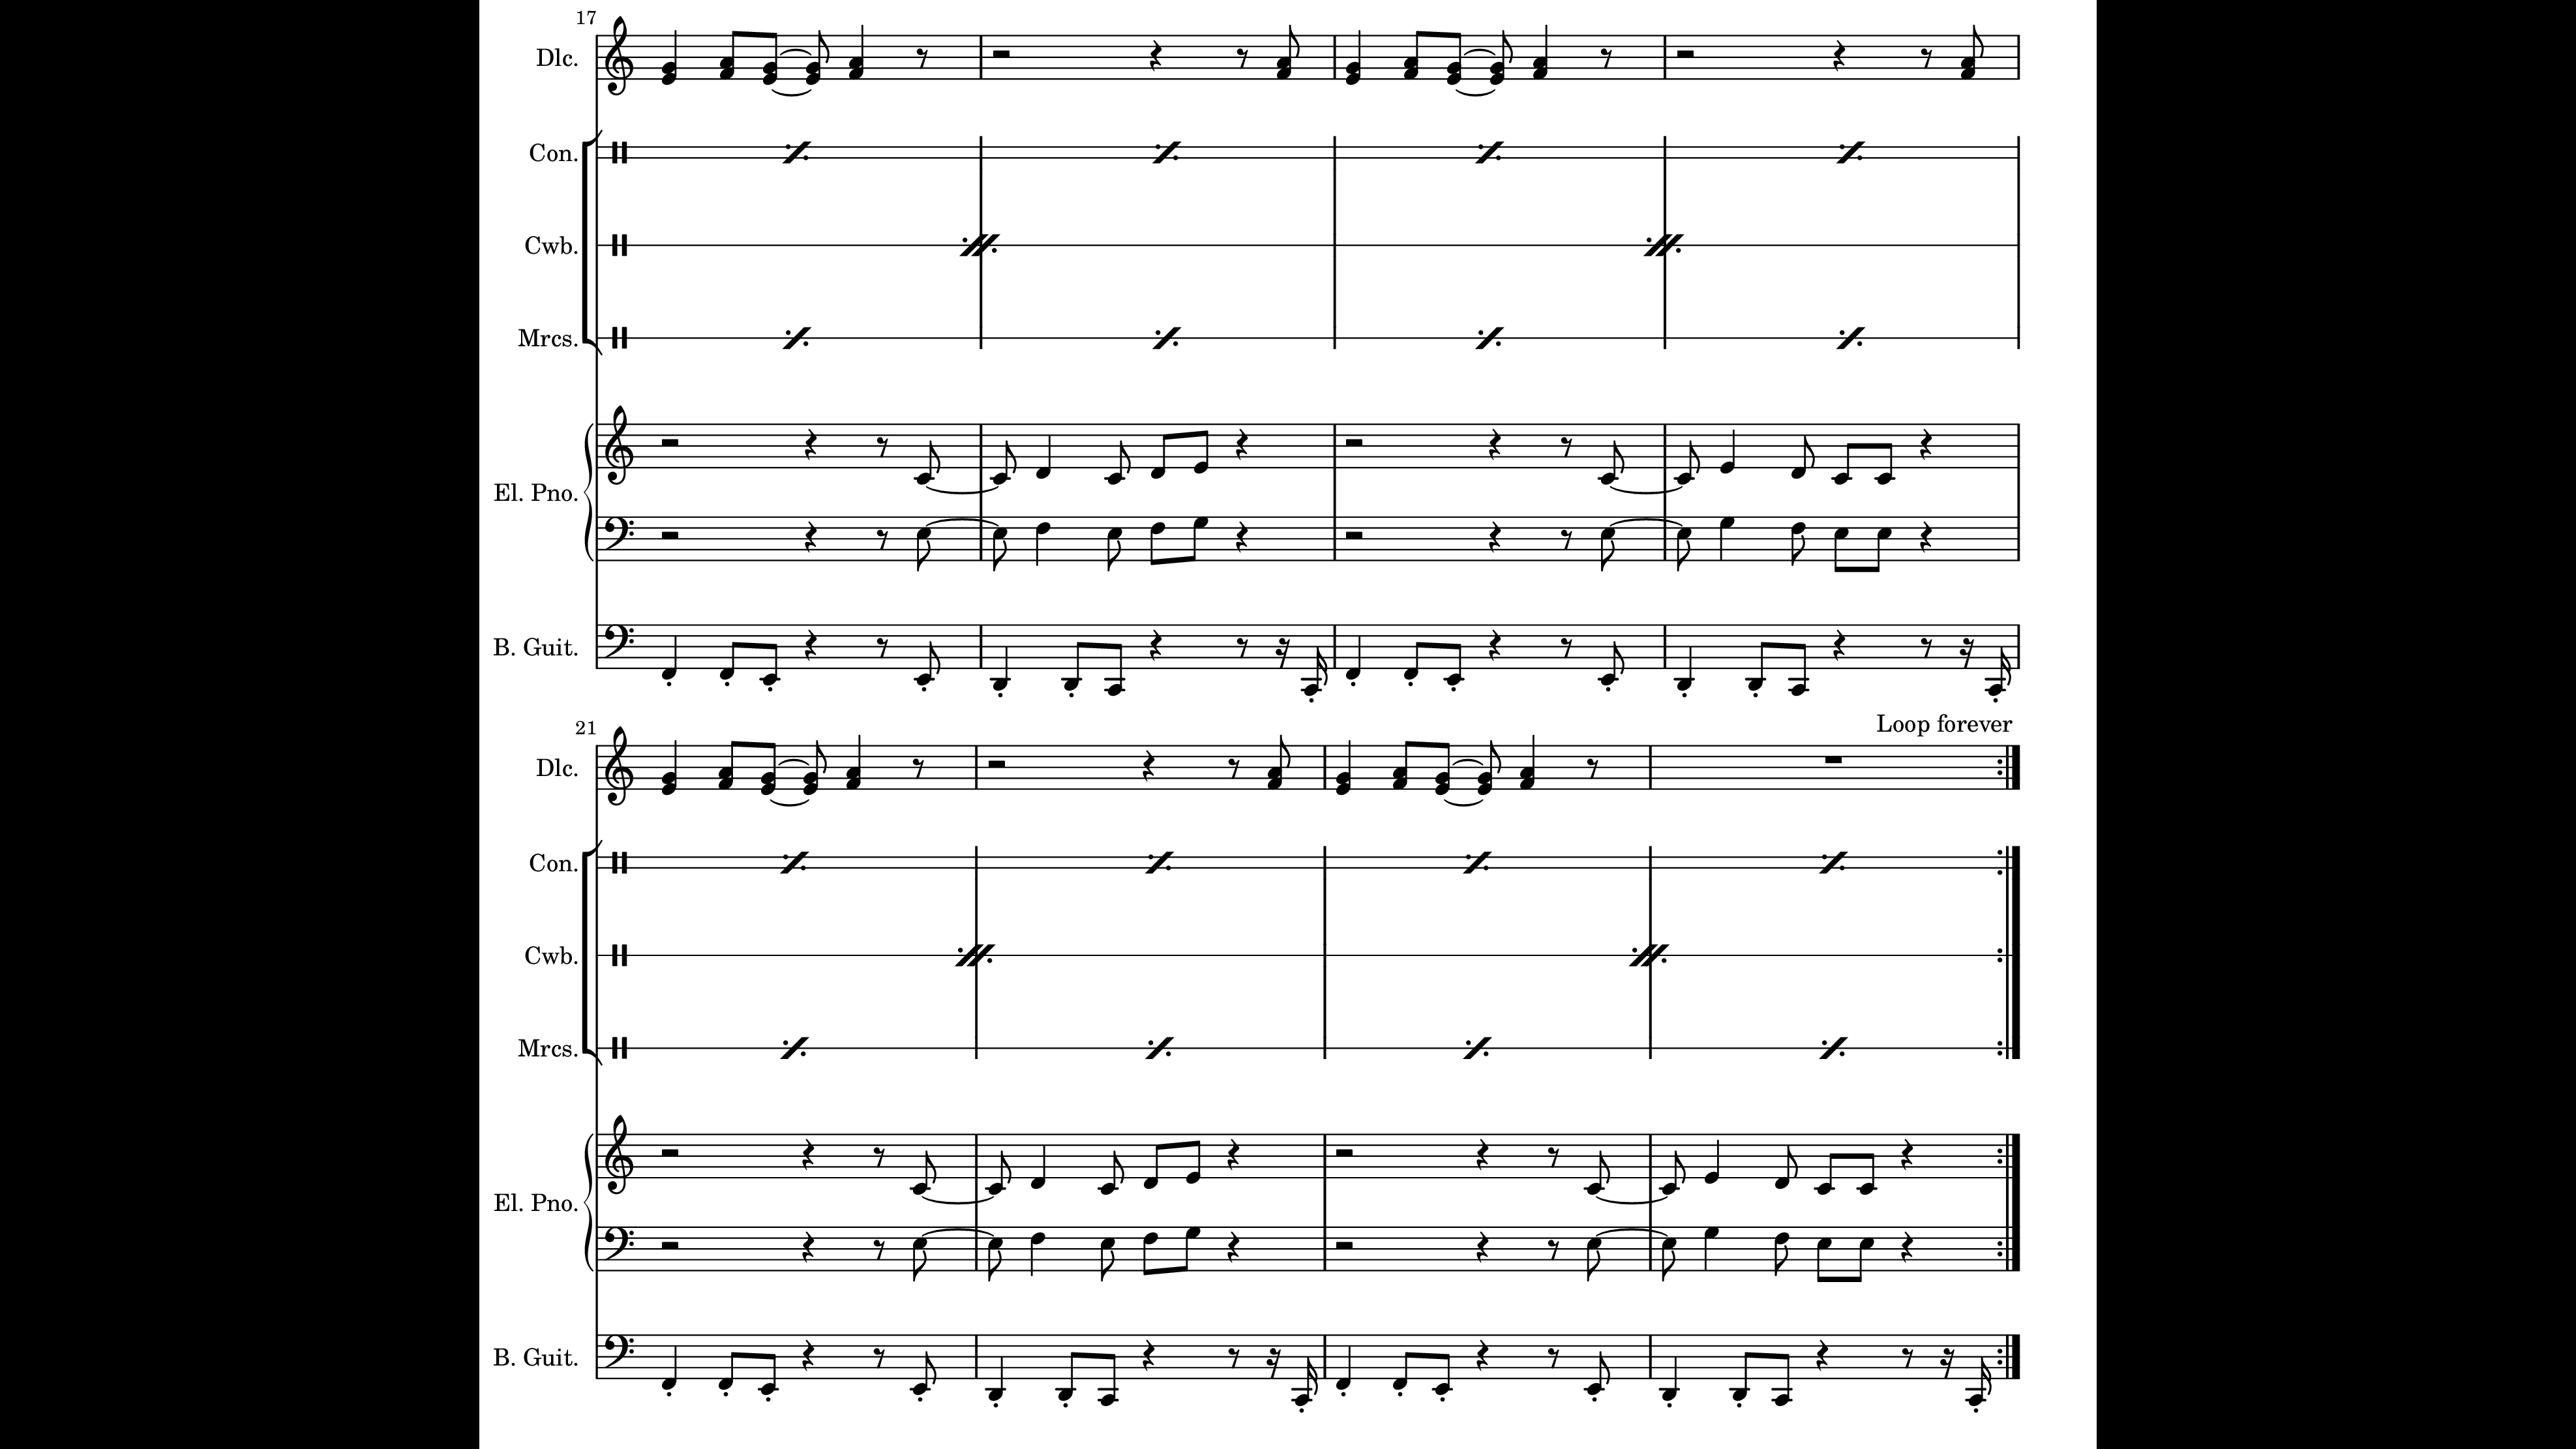 17
Dlc.
Con.
Cwb.
Mrcs.
El. Pno.
B. Guit.
Loop forever
21
Dlc.
Con.
Cwb.
Mrcs.
El. Pno.
B. Guit.